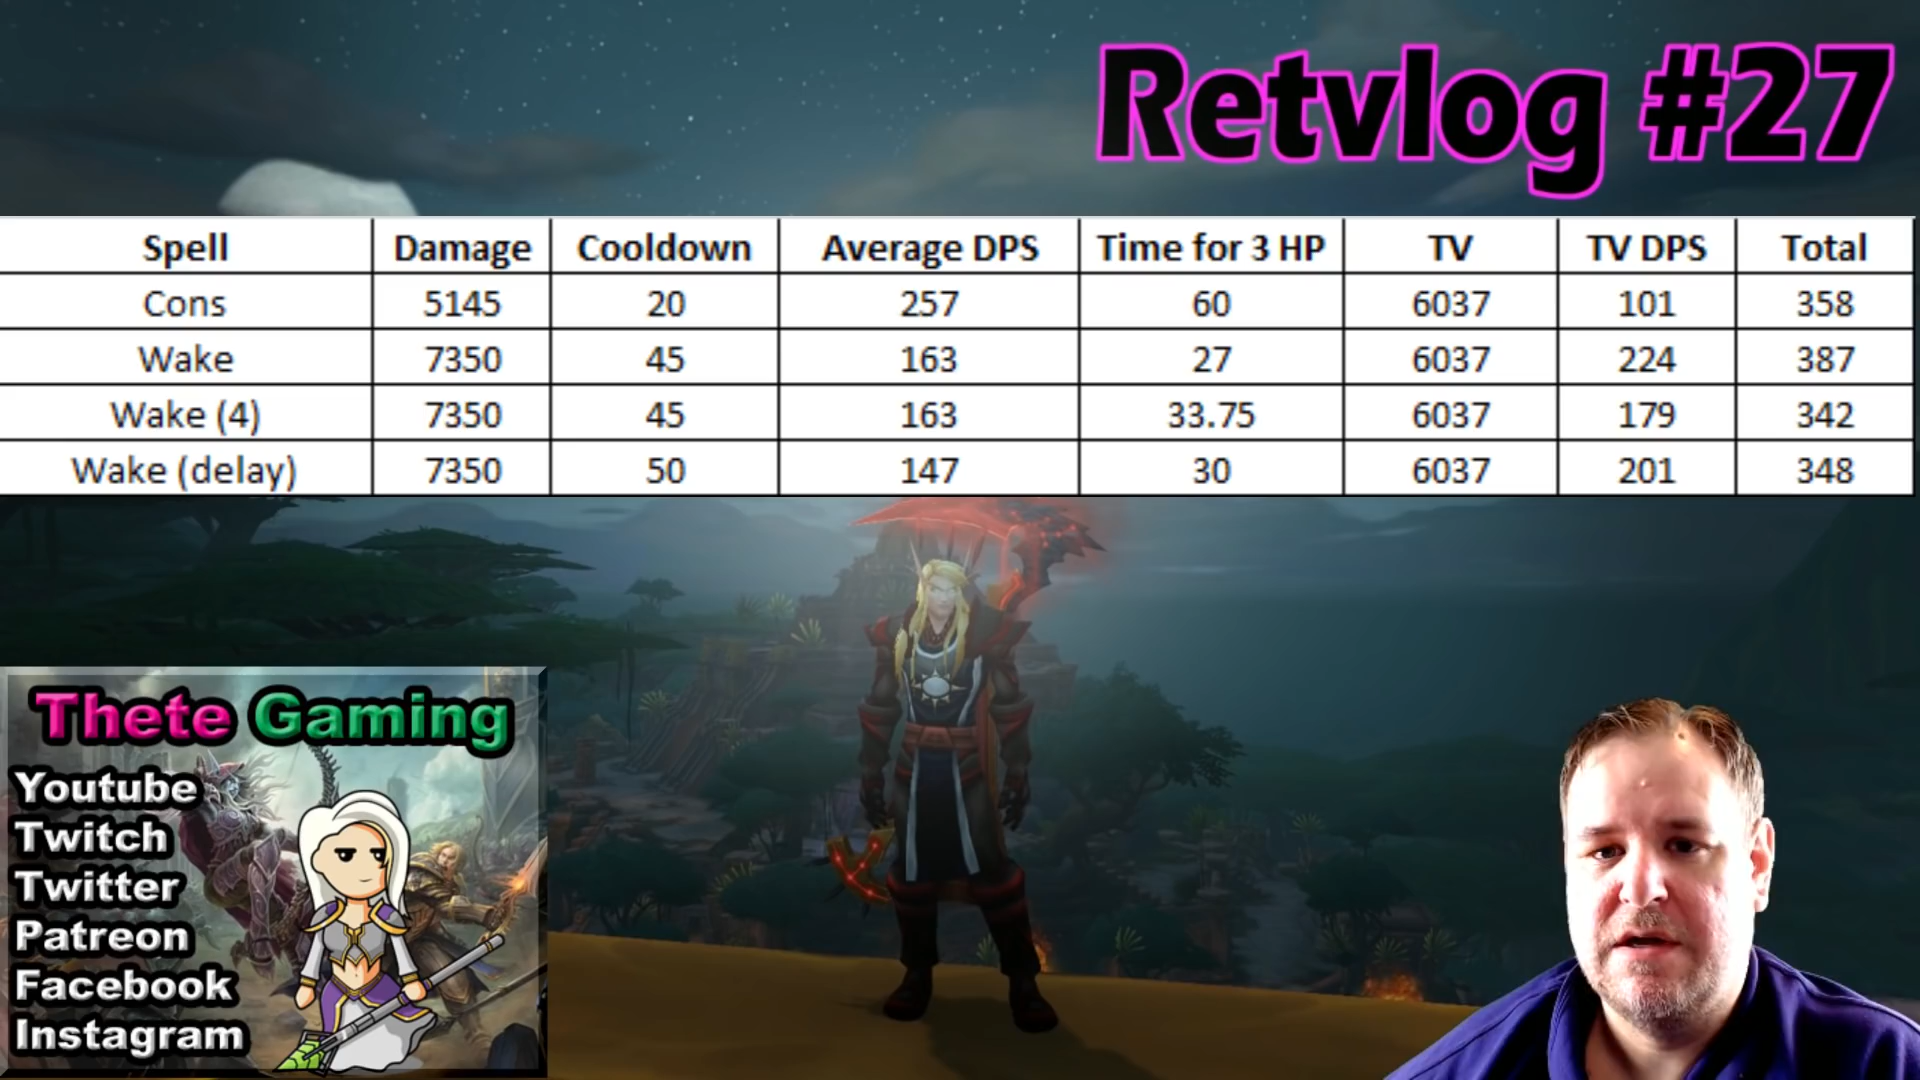 Retvlog #27
Spell Damage Cooldown Average DPS Time for 3 HP TV TV DPS Total
Cons 5145 20 257 60 6037 101 358
Wake 7350 45 163 27 6037 224 387
Wake (4) 7350 45 163 33.75 6037 179 342
Wake (delay) 7350 50 147 30 6037 201 348
Thete Gaming
Youtube
Twitch
Twitter
Patreon
Facebook
Instagram